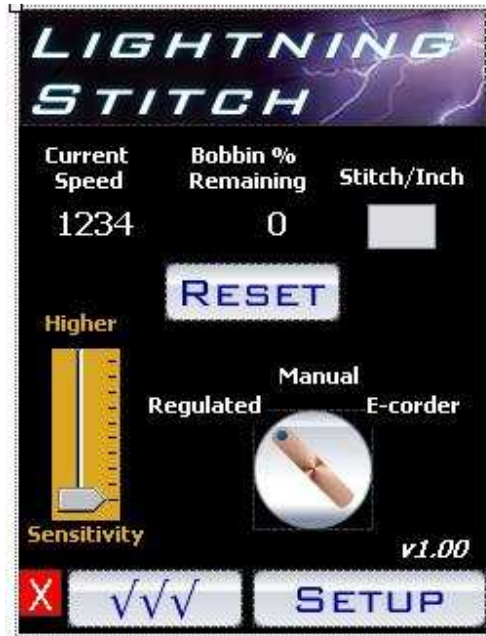 LIGHTNING
STITCH
Current Speed
Bobbin % Remaining
Stitch/Inch
1234
0
RESET
Higher
Manual
Regulated
E-corder
Sensitivity
v1.00
X
√√√
SETUP